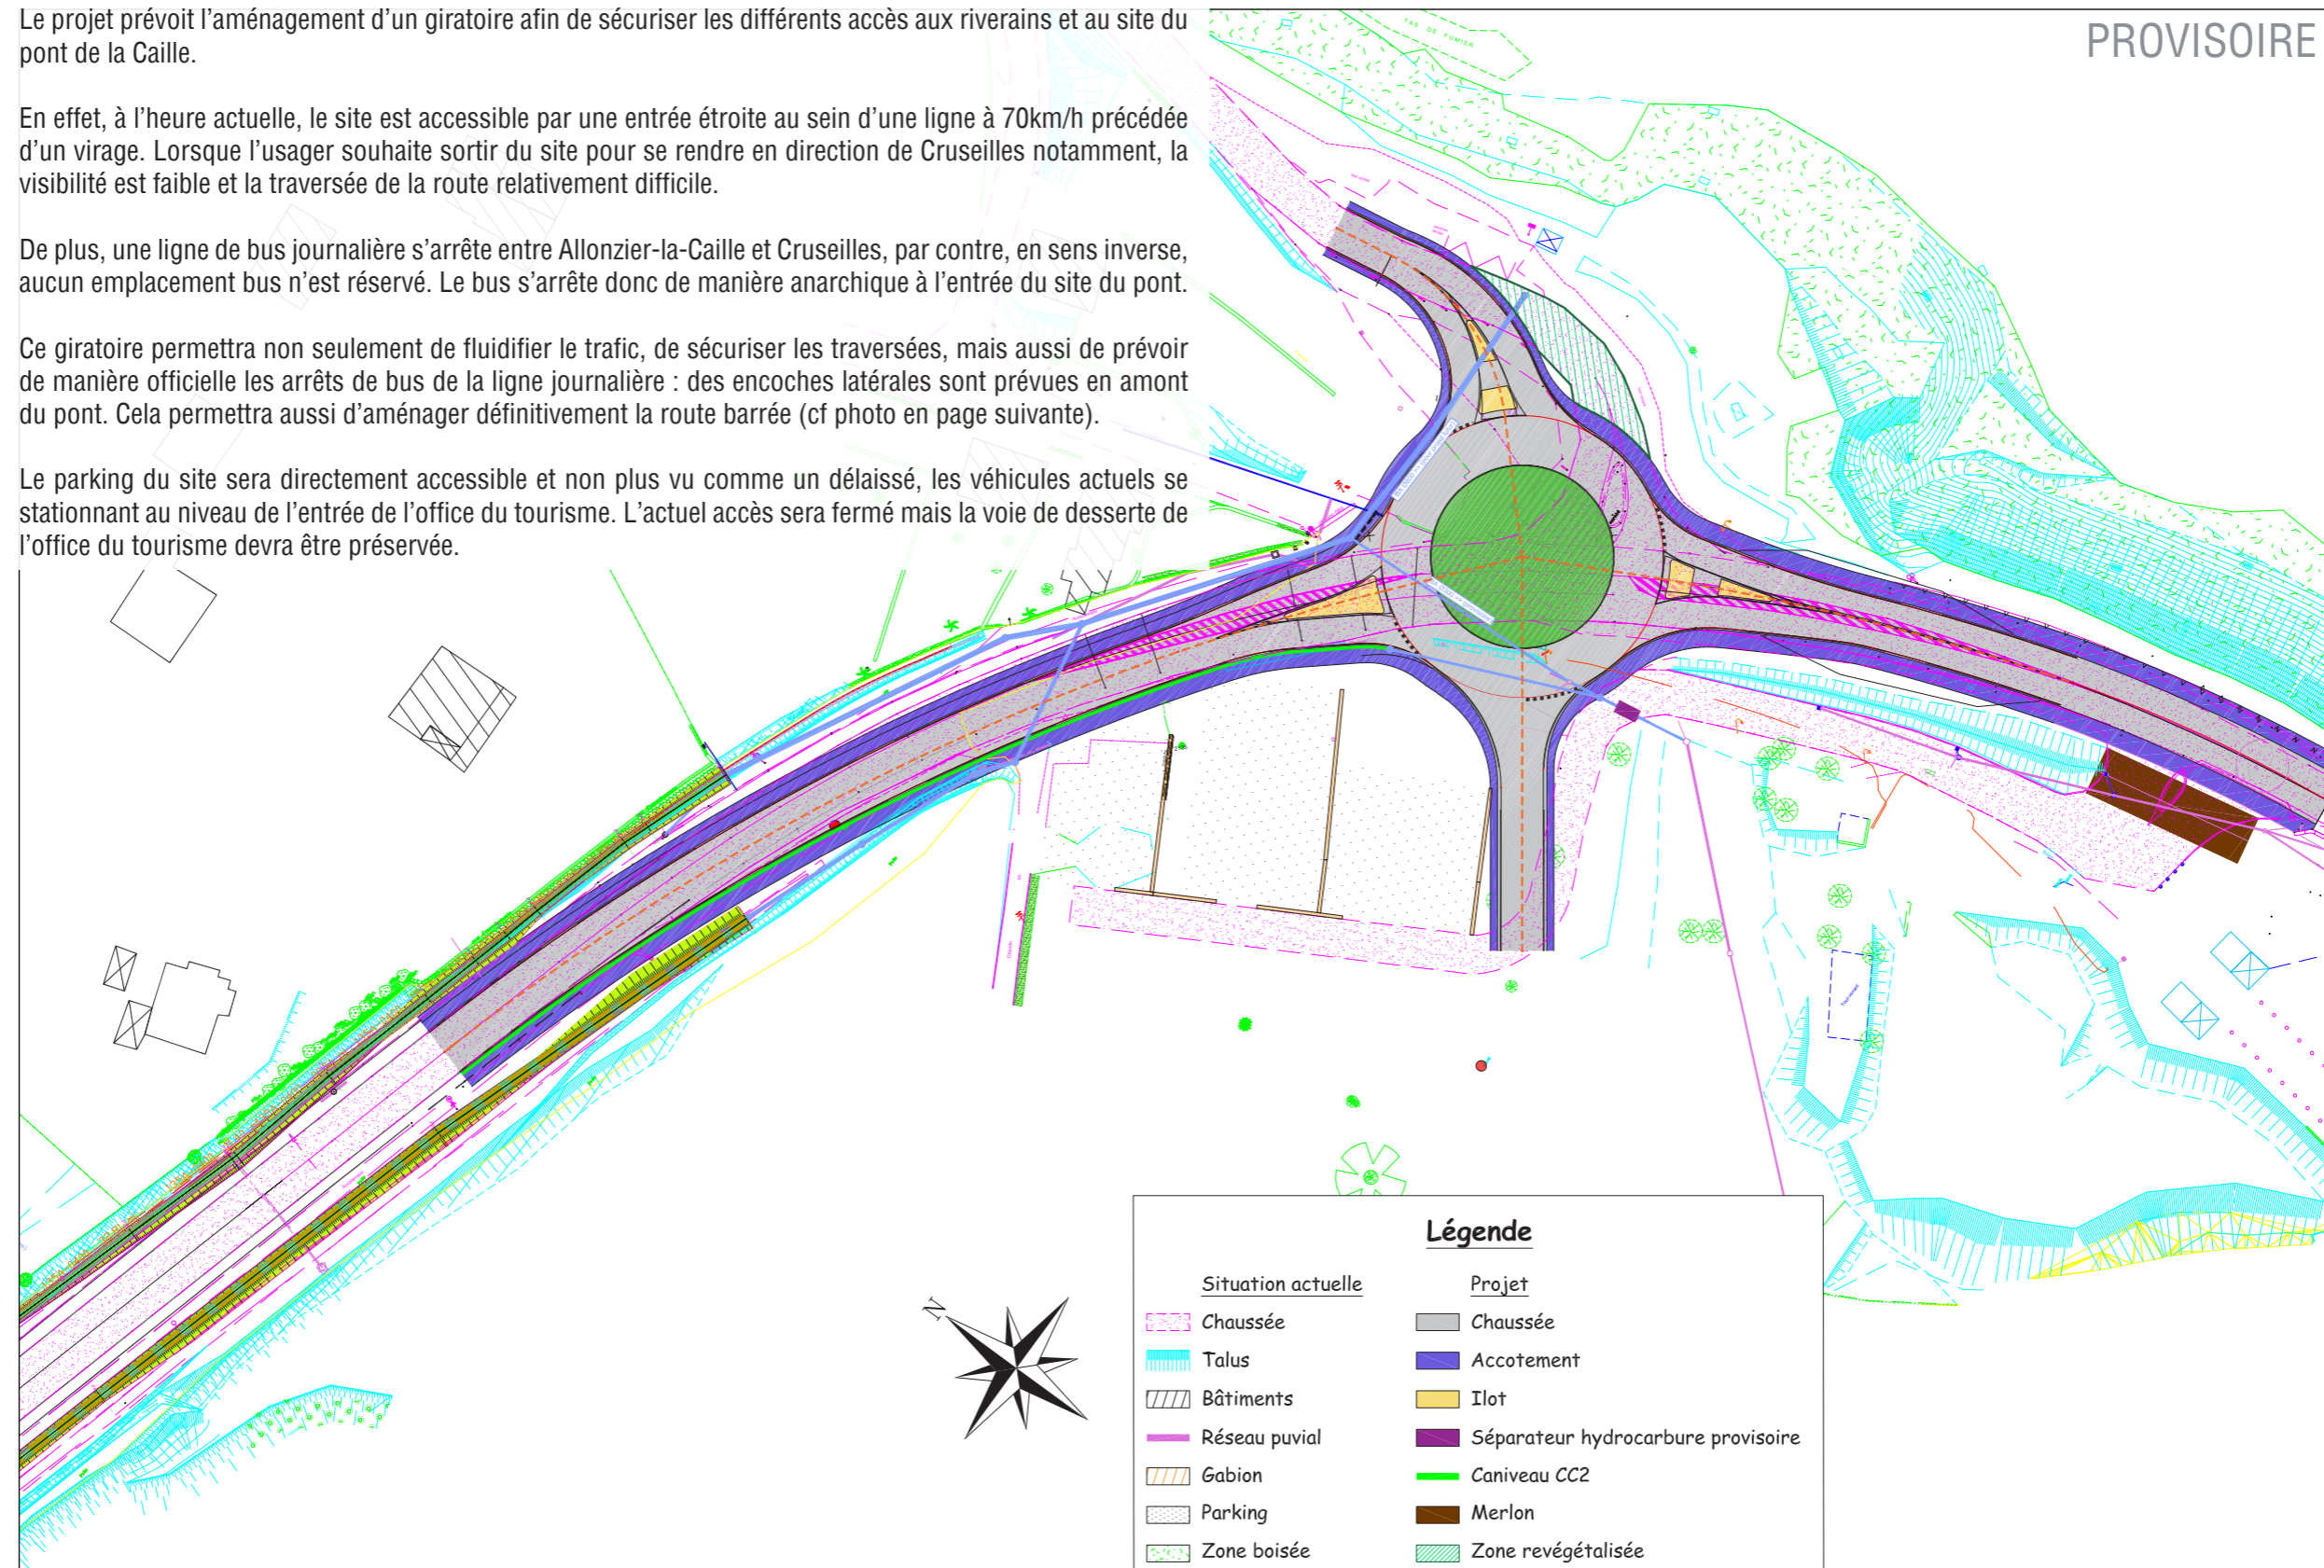 Le projet prévoit l’aménagement d’un giratoire afin de sécuriser les différents accès aux riverains et au site du
pont de la Caille.
En effet, à l’heure actuelle, le site est accessible par une entrée étroite au sein d’une ligne à 70km/h précédée
d’un virage. Lorsque l’usager souhaite sortir du site pour se rendre en direction de Cruseilles notamment, la
visibilité est faible et la traversée de la route relativement difficile.
De plus, une ligne de bus journalière s’arrête entre Allonzier-la-Caille et Cruseilles, par contre, en sens inverse,
aucun emplacement bus n’est réservé. Le bus s’arrête donc de manière anarchique à l’entrée du site du pont.
Ce giratoire permettra non seulement de fluidifier le trafic, de sécuriser les traversées, mais aussi de prévoir
de manière officielle les arrêts de bus de la ligne journalière : des encoches latérales sont prévues en amont
du pont. Cela permettra aussi d’aménager définitivement la route barrée (cf photo en page suivante).
Le parking du site sera directement accessible et non plus vu comme un délaissé, les véhicules actuels se
stationnant au niveau de l’entrée de l’office du tourisme. L’actuel accès sera fermé mais la voie de desserte de
l’office du tourisme devra être préservée.
PROVISOIRE
TAS
DE FUMIER
N
Légende
Situation actuelle
Projet
Chaussée
Chaussée
Talus
Accotement
Bâtiments
Ilot
Réseau puvial
Séparateur hydrocarbure provisoire
Gabion
Caniveau CC2
Parking
Merlon
Zone boisée
Zone revégétalisée